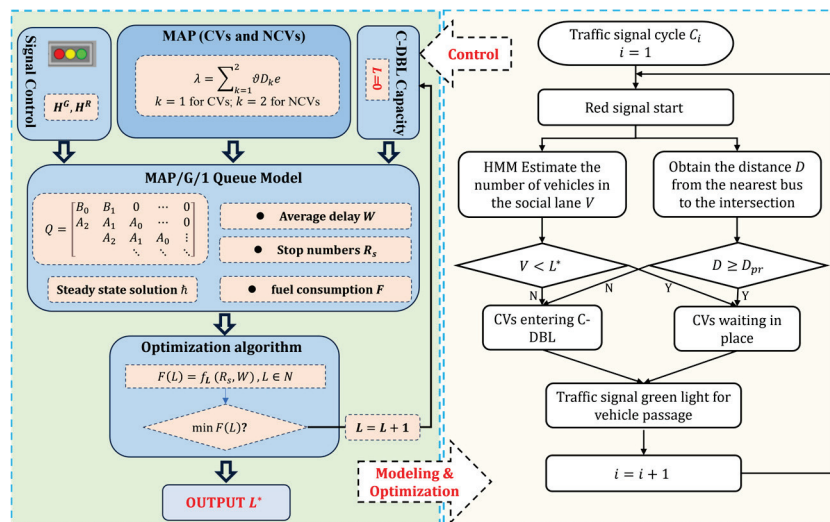 Signal Control
H^G, H^R
MAP (CVs and NCVs)
λ = ∑_{k=1}^{2} ϑD_k e
k = 1 for CVs; k = 2 for NCVs
C-DBL Capacity
L=0
MAP/G/1 Queue Model
Q = [B_0 B_1 0 ⋯ 0
A_2 A_1 A_0 ⋯ 0
A_2 A_1 A_0 ⋮
⋱ ⋱ ⋱]
● Average delay W
● Stop numbers R_s
Steady state solution ℏ
● fuel consumption F
Optimization algorithm
F(L) = f_L (R_s, W), L ∈ N
min F(L)?
L = L + 1
OUTPUT L*
Control
Modeling &
Optimization
Traffic signal cycle C_i
i = 1
Red signal start
HMM Estimate the
number of vehicles in
the social lane V
Obtain the distance D
from the nearest bus
to the intersection
V < L*
D ≥ D_pr
N
N
Y
Y
CVs entering C-
DBL
CVs waiting in
place
Traffic signal green light for
vehicle passage
i = i + 1